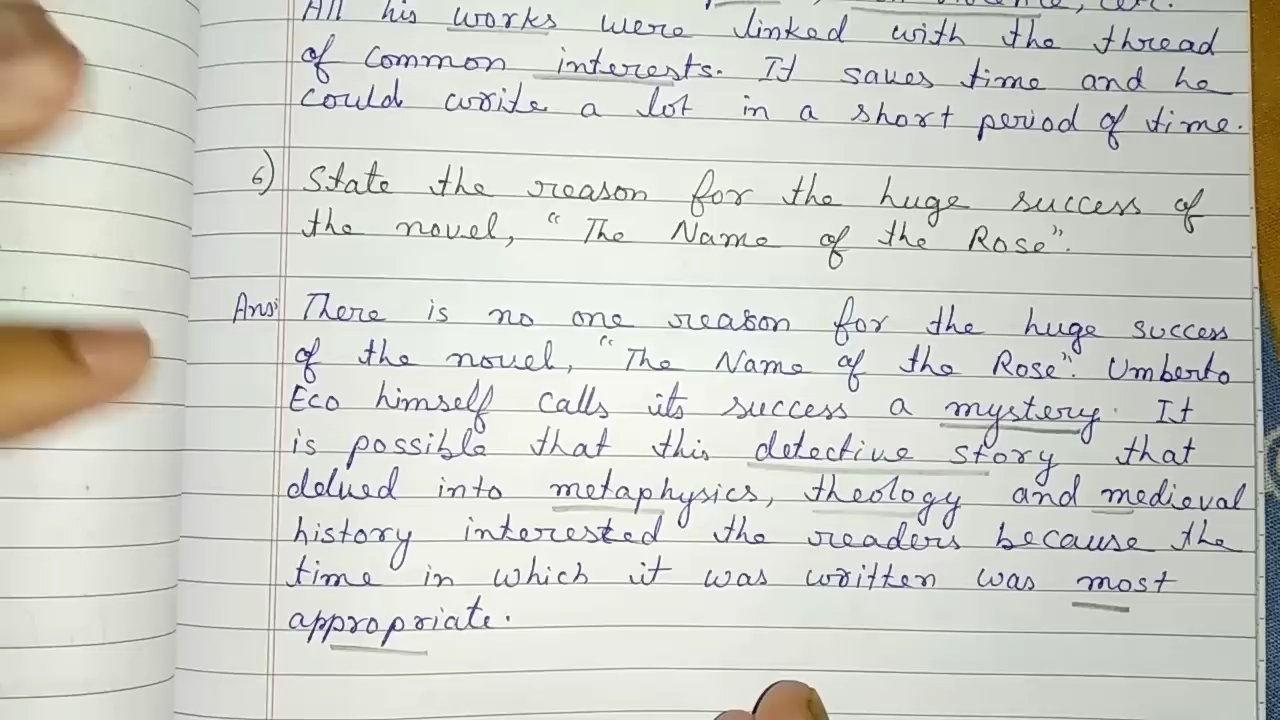 All his works were linked with the thread
of common interests. It saves time and he
could write a lot in a short period of time.
6) State the reason for the huge success of
the novel, "The Name of the Rose".
Ans: There is no one reason for the huge success
of the novel, "The Name of the Rose". Umberto
Eco himself calls its success a mystery. It
is possible that this detective story that
delved into metaphysics, theology and medieval
history interested the readers because the
time in which it was written was most
appropriate.